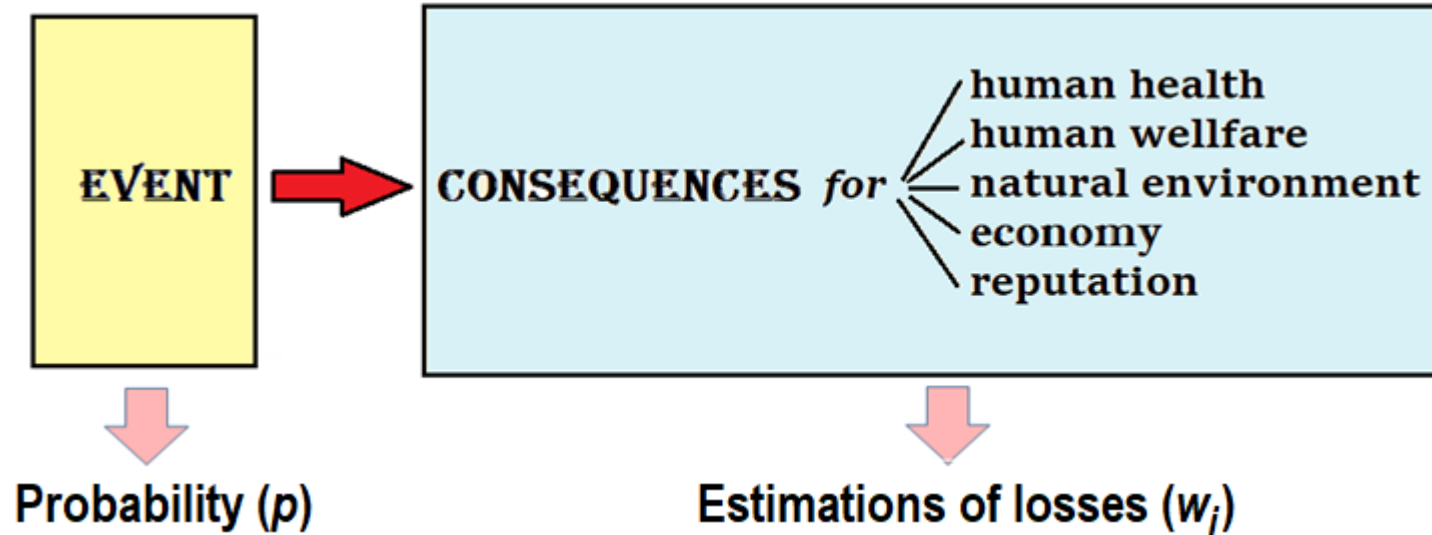 EVENT
CONSEQUENCES for
human health
human wellfare
natural environment
economy
reputation
Probability (p)
Estimations of losses (wi)